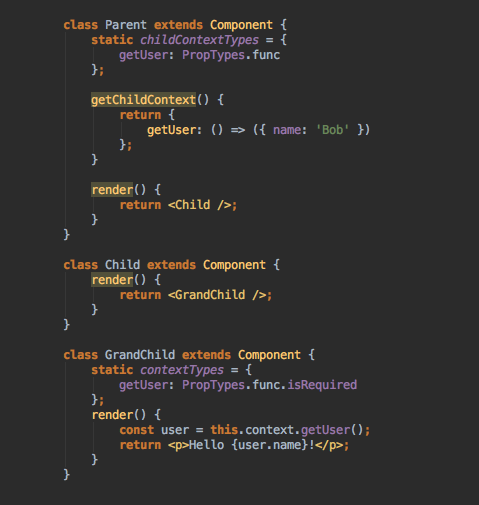 class Parent extends Component {
static childContextTypes = {
getUser: PropTypes.func
};
getChildContext() {
return {
getUser: () => ({ name: 'Bob' })
};
}
render() {
return <Child />;
}
}
class Child extends Component {
render() {
return <GrandChild />;
}
}
class GrandChild extends Component {
static contextTypes = {
getUser: PropTypes.func.isRequired
};
render() {
const user = this.context.getUser();
return <p>Hello {user.name}!</p>;
}
}